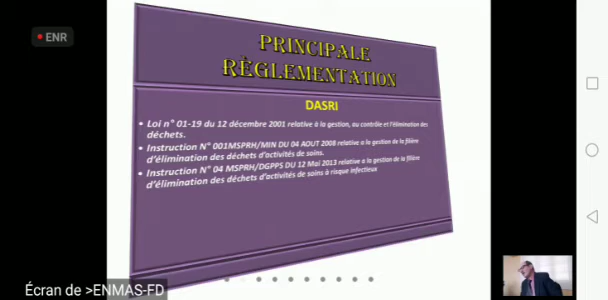 ENR
PRINCIPALE
RÈGLEMENTATION
DASRI
• Loi n° 01-19 du 12 décembre 2001 relative à la gestion, au contrôle et l'élimination des
déchets.
• Instruction N° 001MSPRH/MIN DU 04 AOUT 2008 relative a la gestion de la filière
d'élimination des déchets d'activités de soins.
• Instruction N° 04 MSPRH/DGPPS DU 12 Mai 2013 relative a la gestion de la filière
d'élimination des déchets d'activités de soins à risque infectieux
Écran de >ENMAS-FD